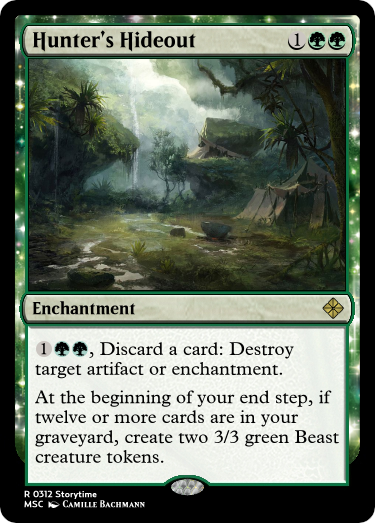 Hunter's Hideout 1
Enchantment
1, Discard a card: Destroy
target artifact or enchantment.
At the beginning of your end step, if
twelve or more cards are in your
graveyard, create two 3/3 green Beast
creature tokens.
R 0312 Storytime
MSC Camille Bachmann